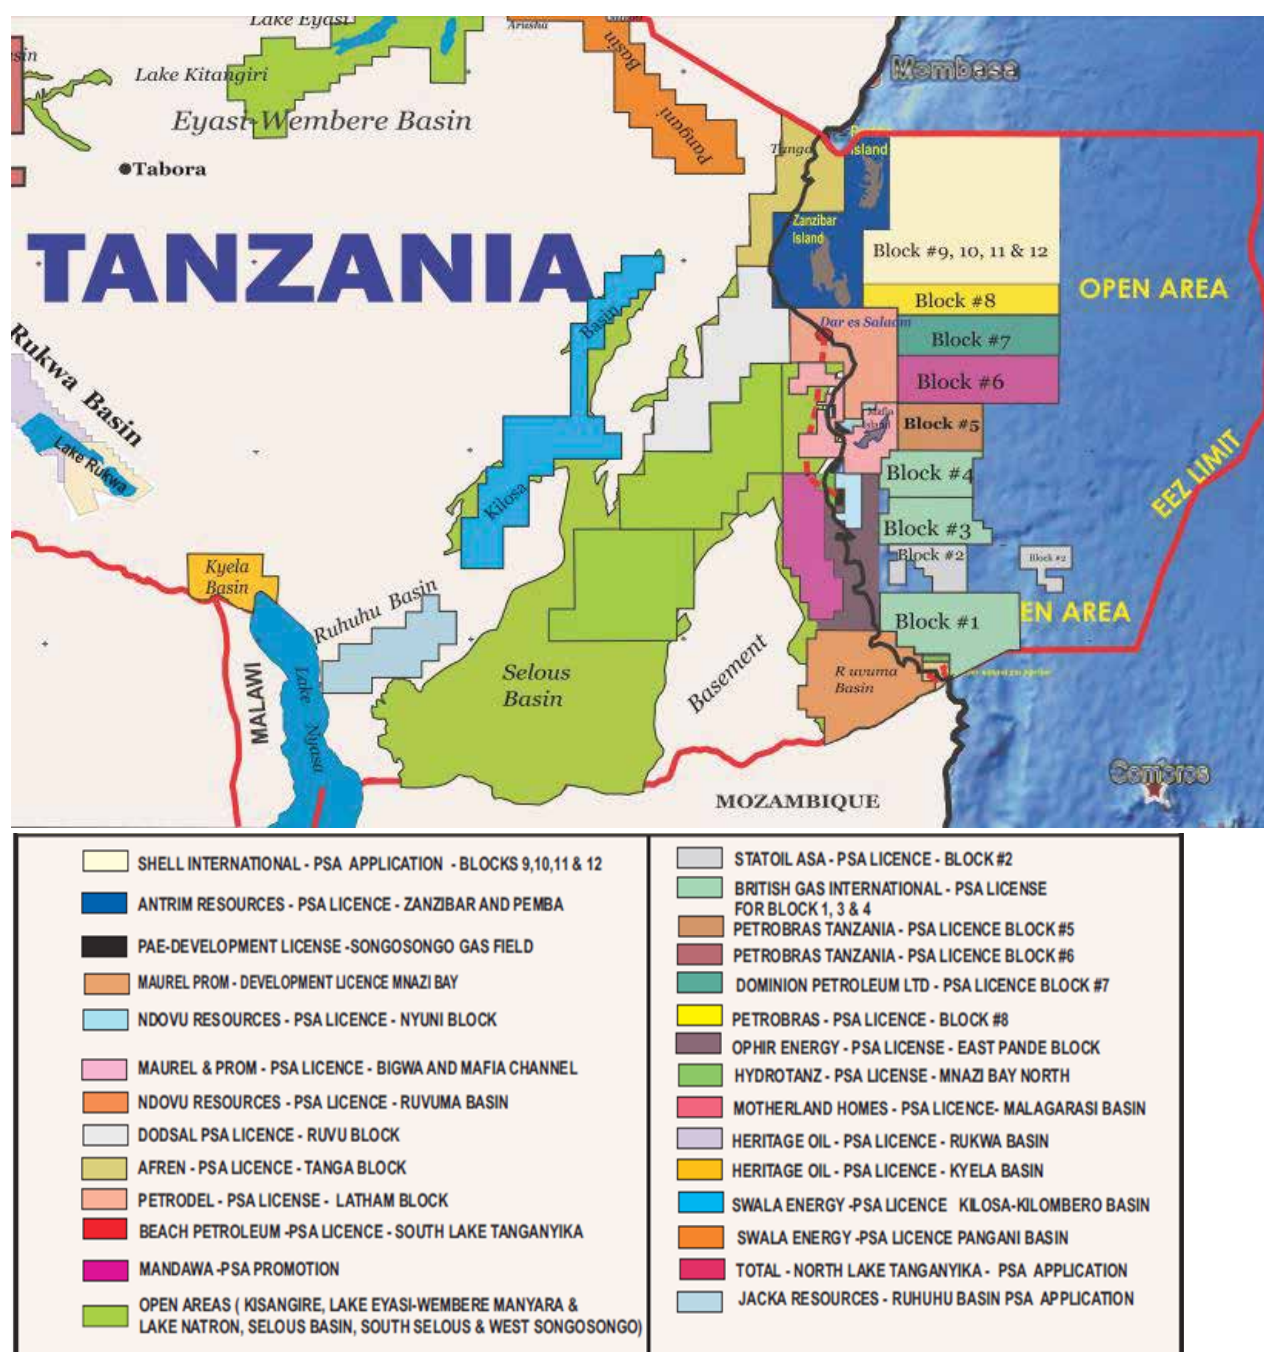 Lake Eyasi
Arusha
Basin
Lake Kitangiri
Mombasa
Eyasi-Wembere Basin
Pangani
Tabora
Tanga
Island
TANZANIA
Zanzibar
Island
Block #9, 10, 11 & 12
OPEN AREA
Block #8
Basin
Dar es Salaam
Block #7
Rukwa Basin
Block #6
Mafia
Island
Block #5
Lake Rukwa
Block #4
EEZ LIMIT
Kilosa
Block #3
Block #2
Block #2
Kyela
Basin
Ruhuhu Basin
EN AREA
Block #1
MALAWI
Lake Nyasa
Selous
Basin
Basement
R uvuma
Basin
Comoros
MOZAMBIQUE
SHELL INTERNATIONAL - PSA APPLICATION - BLOCKS 9,10,11 & 12
ANTRIM RESOURCES - PSA LICENCE - ZANZIBAR AND PEMBA
PAE-DEVELOPMENT LICENSE -SONGOSONGO GAS FIELD
MAUREL PROM - DEVELOPMENT LICENCE MNAZI BAY
NDOVU RESOURCES - PSA LICENCE - NYUNI BLOCK
MAUREL & PROM - PSA LICENCE - BIGWA AND MAFIA CHANNEL
NDOVU RESOURCES - PSA LICENCE - RUVUMA BASIN
DODSAL PSA LICENCE - RUVU BLOCK
AFREN - PSA LICENCE - TANGA BLOCK
PETRODEL - PSA LICENSE - LATHAM BLOCK
BEACH PETROLEUM -PSA LICENCE - SOUTH LAKE TANGANYIKA
MANDAWA -PSA PROMOTION
OPEN AREAS ( KISANGIRE, LAKE EYASI-WEMBERE MANYARA &
LAKE NATRON, SELOUS BASIN, SOUTH SELOUS & WEST SONGOSONGO)
STATOIL ASA - PSA LICENCE - BLOCK #2
BRITISH GAS INTERNATIONAL - PSA LICENSE
FOR BLOCK 1, 3 & 4
PETROBRAS TANZANIA - PSA LICENCE BLOCK #5
PETROBRAS TANZANIA - PSA LICENCE BLOCK #6
DOMINION PETROLEUM LTD - PSA LICENCE BLOCK #7
PETROBRAS - PSA LICENCE - BLOCK #8
OPHIR ENERGY - PSA LICENSE - EAST PANDE BLOCK
HYDROTANZ - PSA LICENSE - MNAZI BAY NORTH
MOTHERLAND HOMES - PSA LICENCE- MALAGARASI BASIN
HERITAGE OIL - PSA LICENCE - RUKWA BASIN
HERITAGE OIL - PSA LICENCE - KYELA BASIN
SWALA ENERGY -PSA LICENCE KILOSA-KILOMBERO BASIN
SWALA ENERGY -PSA LICENCE PANGANI BASIN
TOTAL - NORTH LAKE TANGANYIKA - PSA APPLICATION
JACKA RESOURCES - RUHUHU BASIN PSA APPLICATION